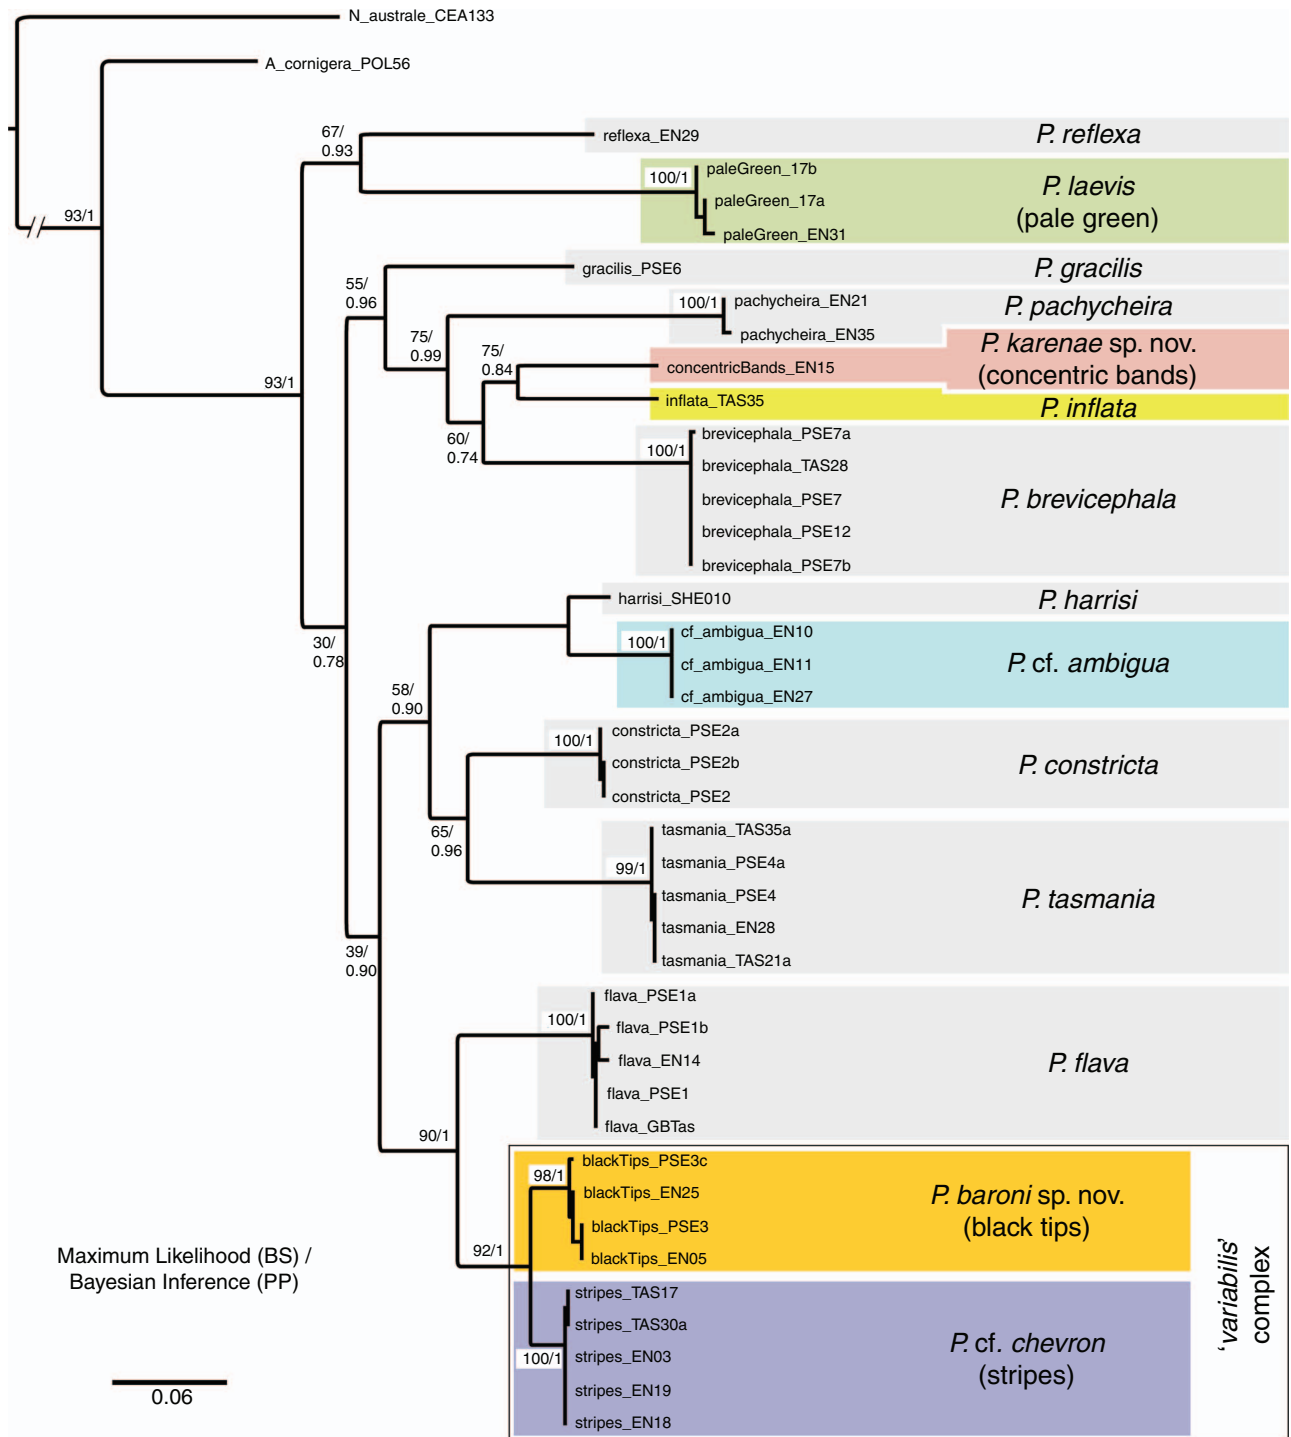 N_australe_CEA133
A_cornigera_POL56
67/
0.93
reflexa_EN29
P. reflexa
100/1
paleGreen_17b
paleGreen_17a
paleGreen_EN31
P. laevis
(pale green)
93/1
gracilis_PSE6
P. gracilis
55/
0.96
100/1
pachycheira_EN21
pachycheira_EN35
P. pachycheira
75/
0.99
75/
0.84
concentricBands_EN15
P. karenae sp. nov.
(concentric bands)
93/1
inflata_TAS35
P. inflata
60/
0.74
100/1
brevicephala_PSE7a
brevicephala_TAS28
brevicephala_PSE7
brevicephala_PSE12
brevicephala_PSE7b
P. brevicephala
harrisi_SHE010
P. harrisi
30/
0.78
100/1
cf_ambigua_EN10
cf_ambigua_EN11
cf_ambigua_EN27
P. cf. ambigua
58/
0.90
100/1
constricta_PSE2a
constricta_PSE2b
constricta_PSE2
P. constricta
65/
0.96
99/1
tasmania_TAS35a
tasmania_PSE4a
tasmania_PSE4
tasmania_EN28
tasmania_TAS21a
P. tasmania
39/
0.90
100/1
flava_PSE1a
flava_PSE1b
flava_EN14
flava_PSE1
flava_GBTas
P. flava
90/1
98/1
blackTips_PSE3c
blackTips_EN25
blackTips_PSE3
blackTips_EN05
P. baroni sp. nov.
(black tips)
92/1
100/1
stripes_TAS17
stripes_TAS30a
stripes_EN03
stripes_EN19
stripes_EN18
P. cf. chevron
(stripes)
'variabilis'
complex
Maximum Likelihood (BS) /
Bayesian Inference (PP)
0.06